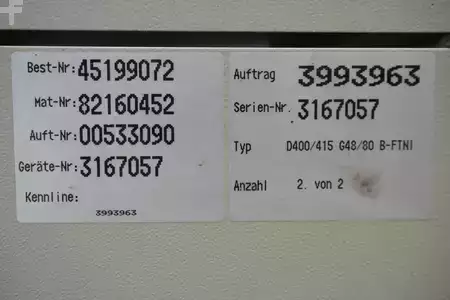 Best-Nr: 45199072
Mat-Nr: 82160452
Auft-Nr: 00533090
Geräte-Nr: 3167057
Kennline:
3993963
Auftrag 3993963
Serien-Nr. 3167057
Typ D400/415 G48/80 B-FTNI
Anzahl 2. von 2